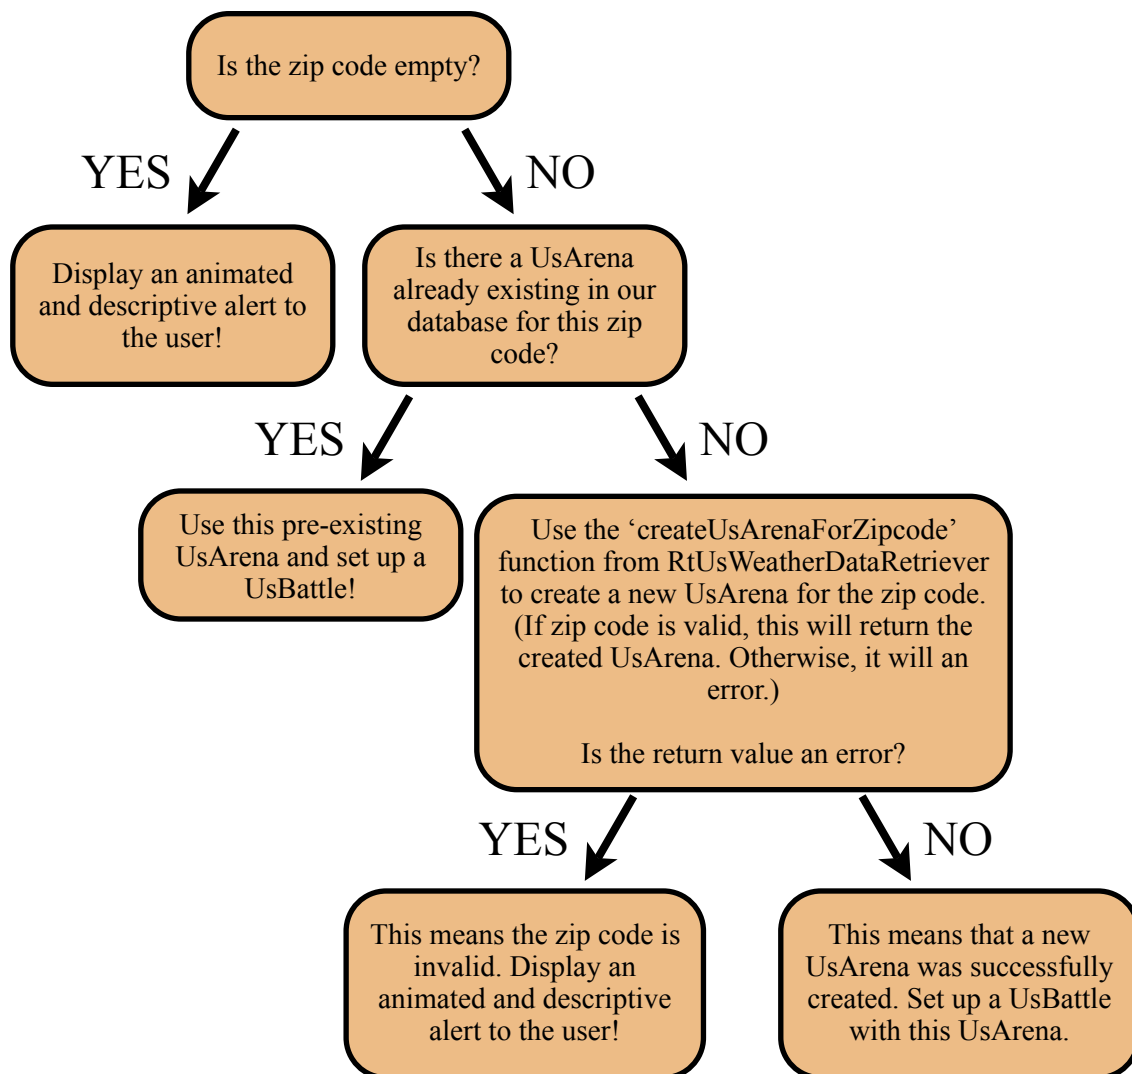 Is the zip code empty?
YES
NO
Display an animated
and descriptive alert to
the user!
Is there a UsArena
already existing in our
database for this zip
code?
YES
NO
Use this pre-existing
UsArena and set up a
UsBattle!
Use the ‘createUsArenaForZipcode’
function from RtUsWeatherDataRetriever
to create a new UsArena for the zip code.
(If zip code is valid, this will return the
created UsArena. Otherwise, it will an
error.)
Is the return value an error?
YES
NO
This means the zip code is
invalid. Display an
animated and descriptive
alert to the user!
This means that a new
UsArena was successfully
created. Set up a UsBattle
with this UsArena.